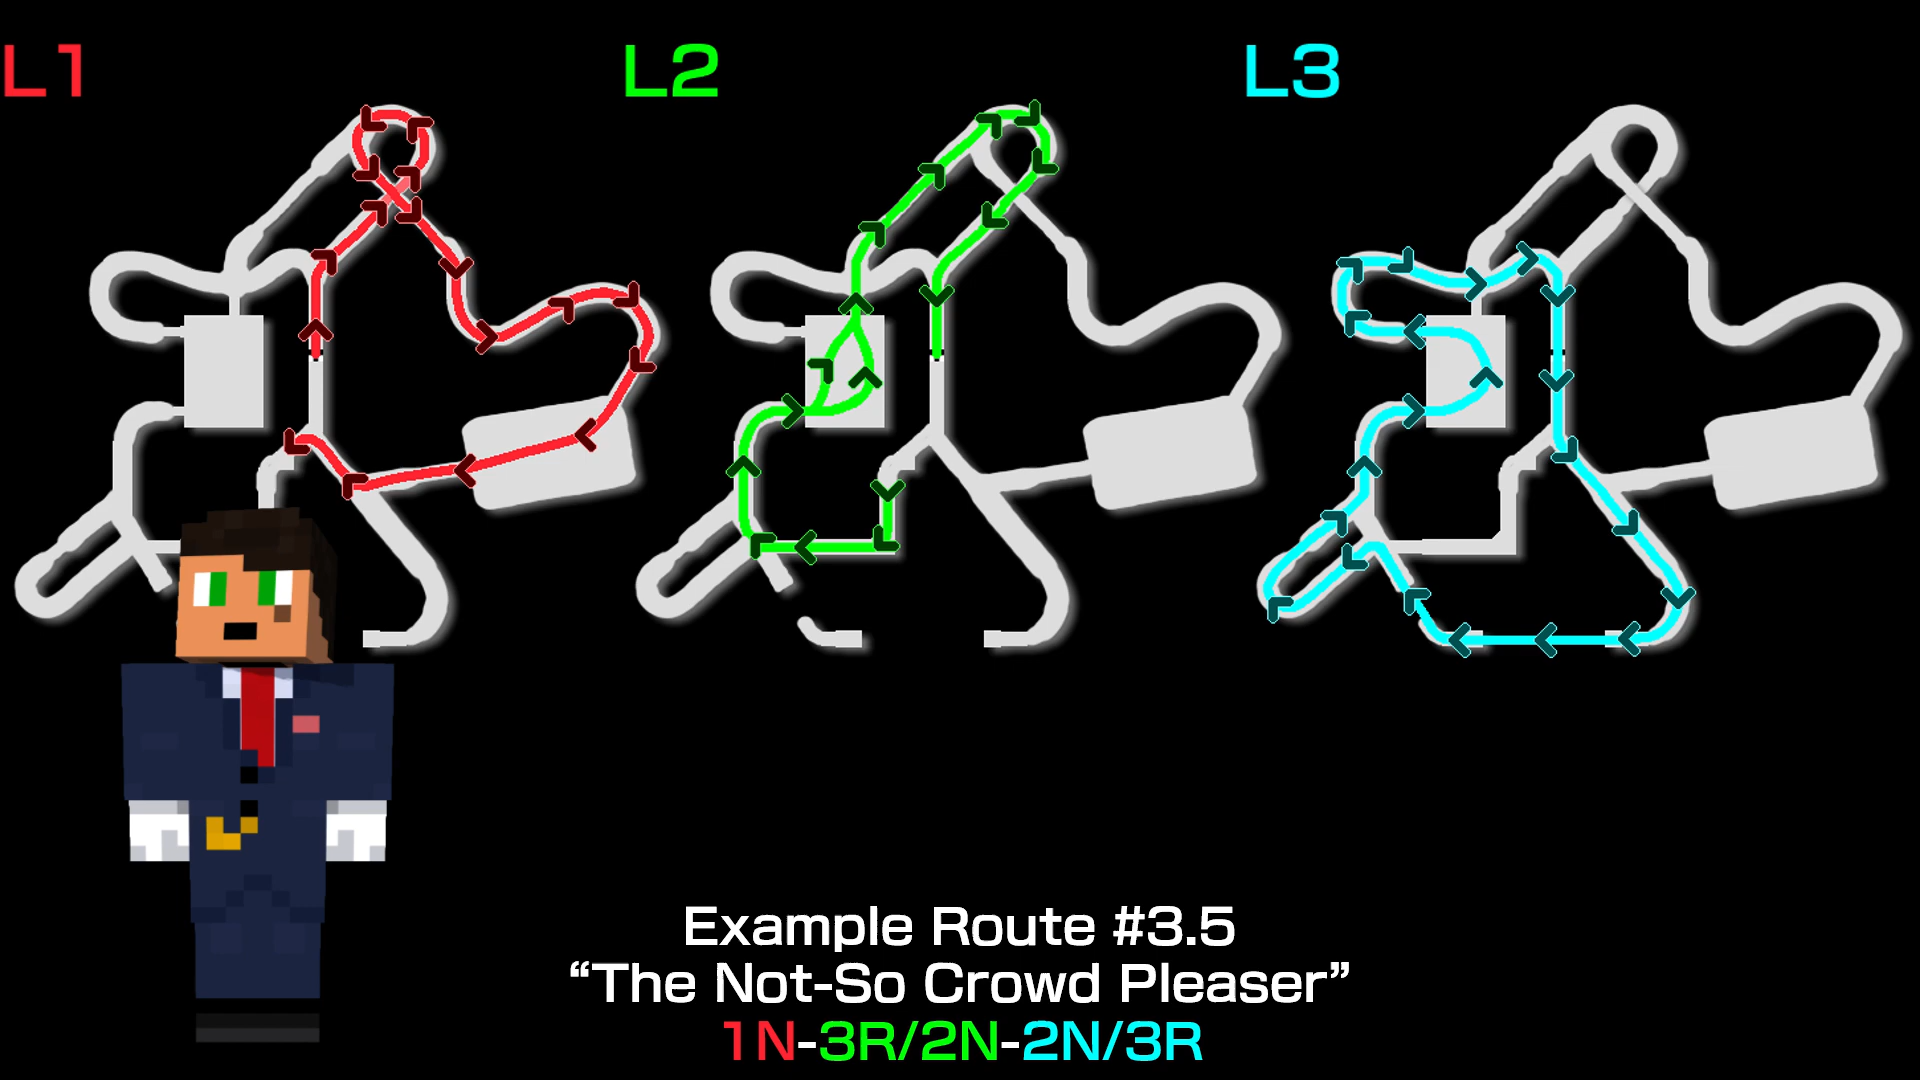 L1
L2
L3
Example Route #3.5
“The Not-So Crowd Pleaser”
1N-3R/2N-2N/3R